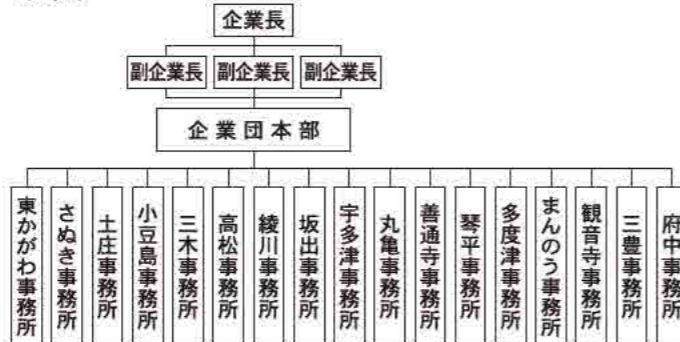 企業長
副企業長 副企業長 副企業長
企業団本部
東かがわ事務所
さぬき事務所
土庄事務所
小豆島事務所
三木事務所
高松事務所
綾川事務所
坂出事務所
宇多津事務所
丸亀事務所
善通寺事務所
琴平事務所
多度津事務所
まんのう事務所
観音寺事務所
三豊事務所
府中事務所